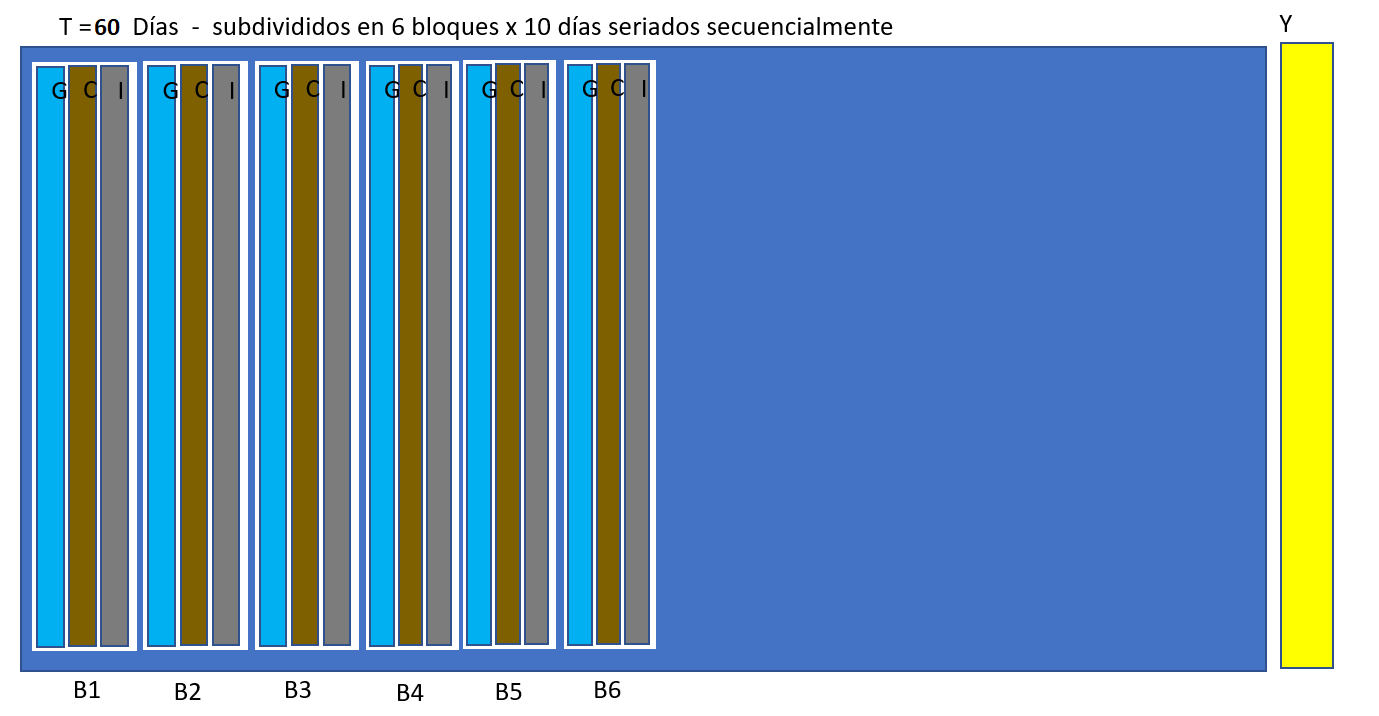 T =60 Días - subdivididos en 6 bloques x 10 días seriados secuencialmente
Y
G C I G C I G C I G C I G C I G C I
B1 B2 B3 B4 B5 B6